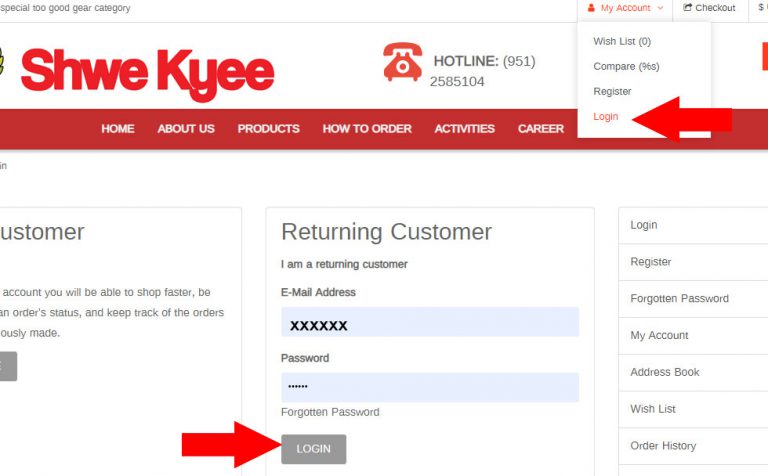 special too good gear category
My Account
Checkout
$
Wish List (0)
Compare (%s)
Register
Login
Shwe Kyee
HOTLINE: (951)
2585104
HOME ABOUT US PRODUCTS HOW TO ORDER ACTIVITIES CAREER
in
ustomer
account you will be able to shop faster, be
an order's status, and keep track of the orders
ously made.
Returning Customer
I am a returning customer
E-Mail Address
xxxxxx
Password
••••••
Forgotten Password
LOGIN
Login
Register
Forgotten Password
My Account
Address Book
Wish List
Order History